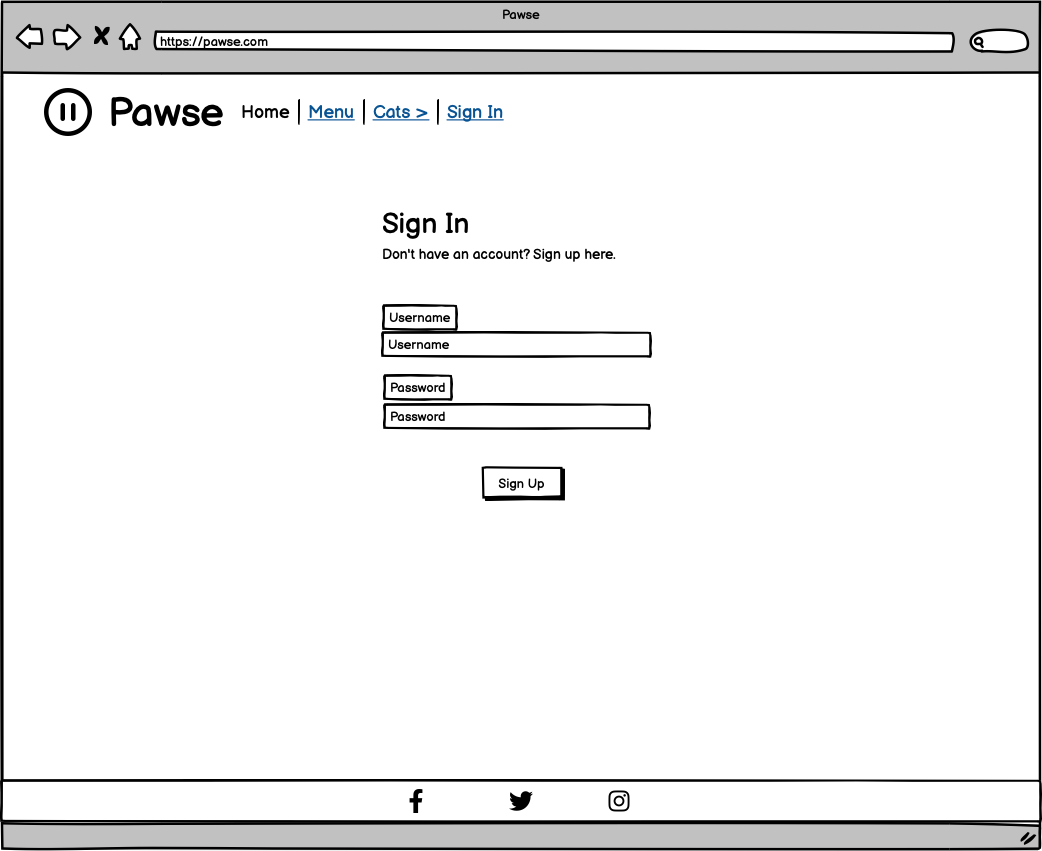 Pawse
https://pawse.com
Pawse Home Menu Cats > Sign In
Sign In
Don't have an account? Sign up here.
Username
Username
Password
Password
Sign Up